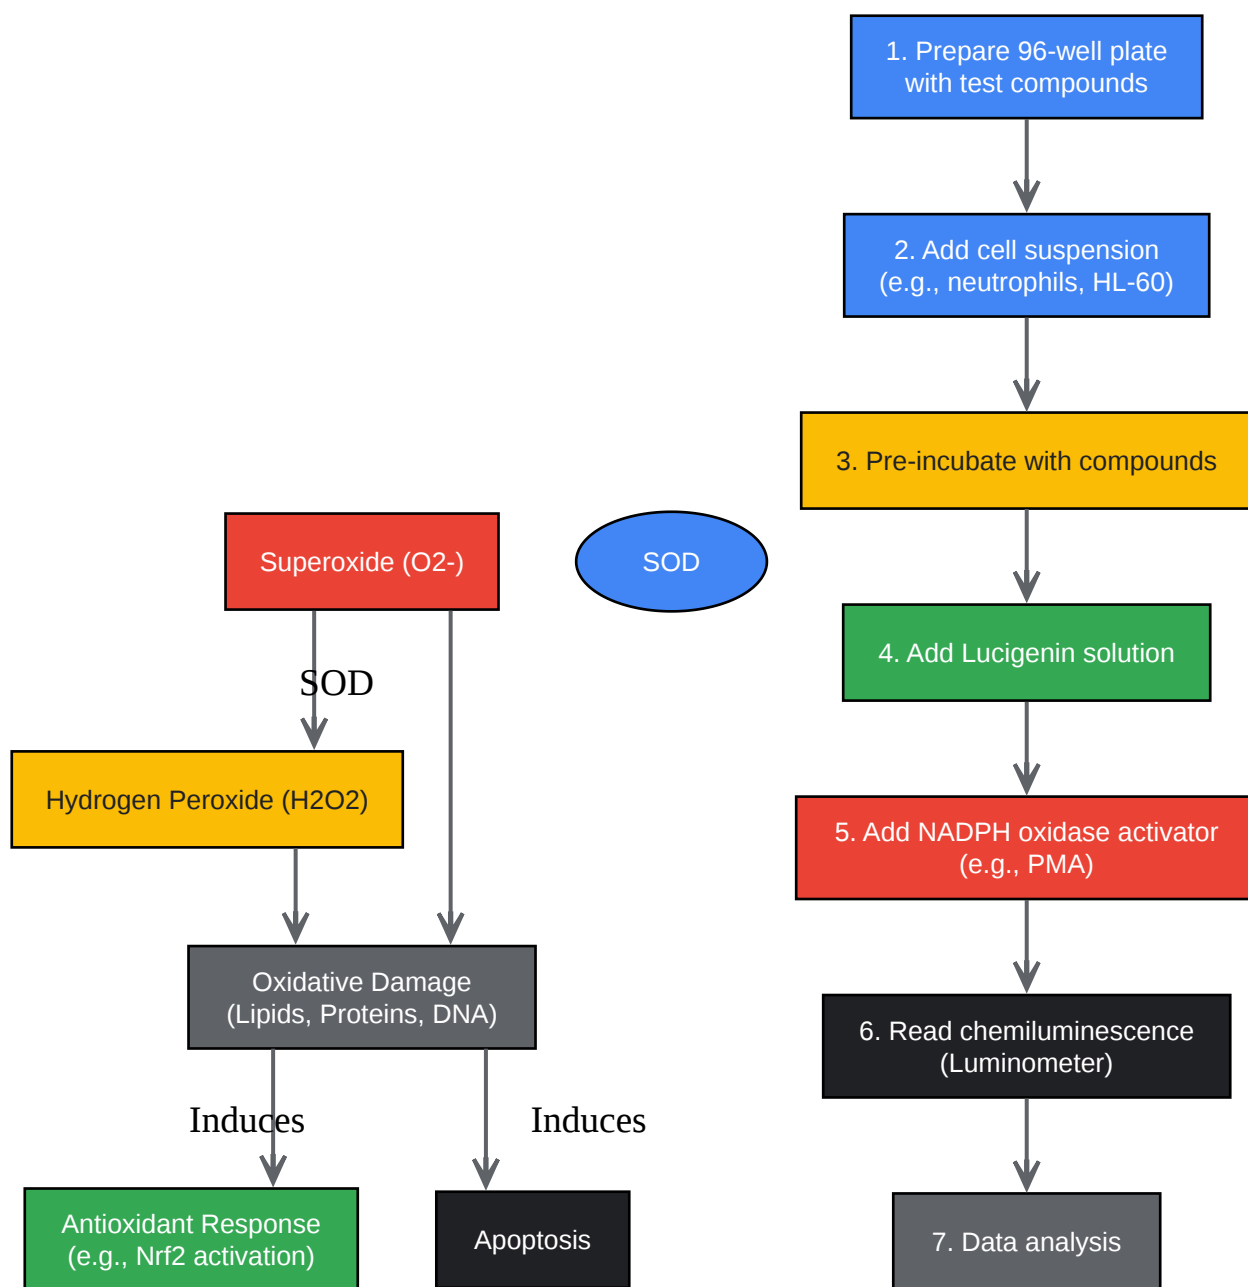 1. Prepare 96-well plate
with test compounds
2. Add cell suspension
(e.g., neutrophils, HL-60)
3. Pre-incubate with compounds
Superoxide (O2-)
SOD
4. Add Lucigenin solution
SOD
Hydrogen Peroxide (H2O2)
5. Add NADPH oxidase activator
(e.g., PMA)
Oxidative Damage
(Lipids, Proteins, DNA)
6. Read chemiluminescence
(Luminometer)
Induces
Induces
Antioxidant Response
(e.g., Nrf2 activation)
Apoptosis
7. Data analysis